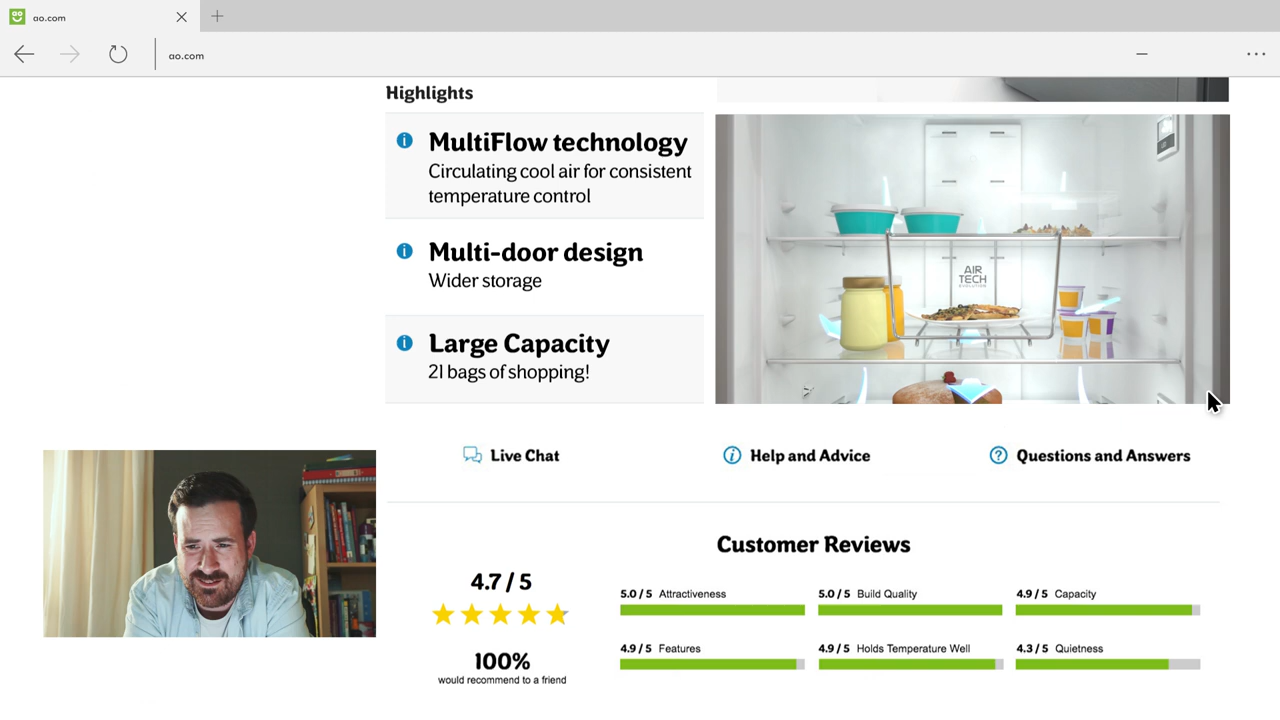 ao.com
ao.com
Highlights
MultiFlow technology
Circulating cool air for consistent
temperature control
Multi-door design
Wider storage
Large Capacity
21 bags of shopping!
AIR
TECH
EVOLUTION
Live Chat
Help and Advice
Questions and Answers
Customer Reviews
4.7 / 5
100%
would recommend to a friend
5.0 / 5 Attractiveness
5.0 / 5 Build Quality
4.9 / 5 Capacity
4.9 / 5 Features
4.9 / 5 Holds Temperature Well
4.3 / 5 Quietness